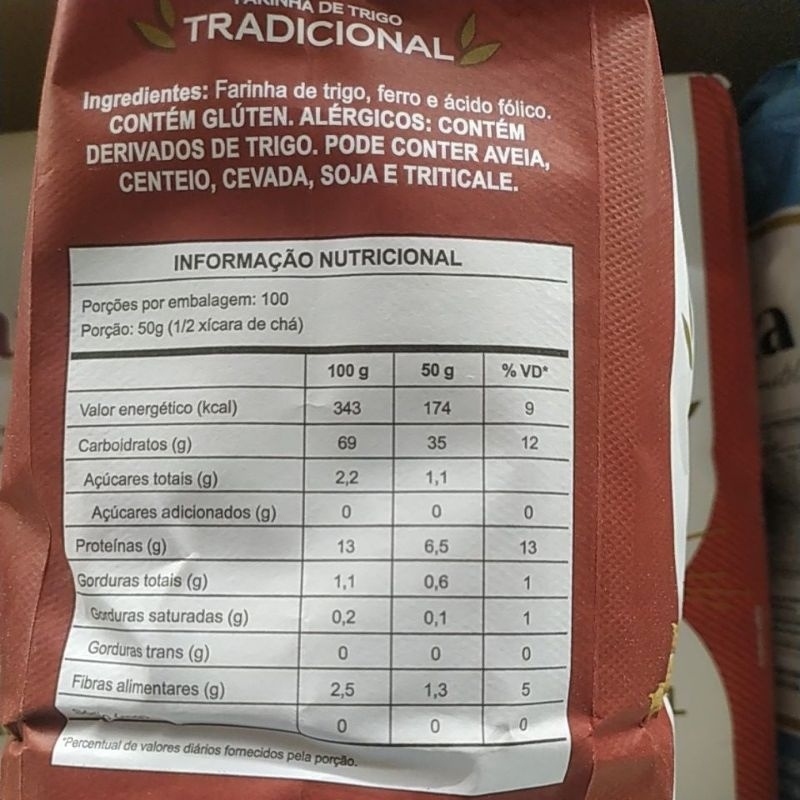 FARINHA DE TRIGO
TRADICIONAL
Ingredientes: Farinha de trigo, ferro e ácido fólico.
CONTÉM GLÚTEN. ALÉRGICOS: CONTÉM
DERIVADOS DE TRIGO. PODE CONTER AVEIA,
CENTEIO, CEVADA, SOJA E TRITICALE.
INFORMAÇÃO NUTRICIONAL
Porções por embalagem: 100
Porção: 50g (1/2 xícara de chá)
100 g 50 g % VD*
Valor energético (kcal) 343 174 9
Carboidratos (g) 69 35 12
Açúcares totais (g) 2,2 1,1
Açúcares adicionados (g) 0 0 0
Proteínas (g) 13 6,5 13
Gorduras totais (g) 1,1 0,6 1
Gorduras saturadas (g) 0,2 0,1 1
Gorduras trans (g) 0 0 0
Fibras alimentares (g) 2,5 1,3 5
0 0 0
*Percentual de valores diários fornecidos pela porção.
a